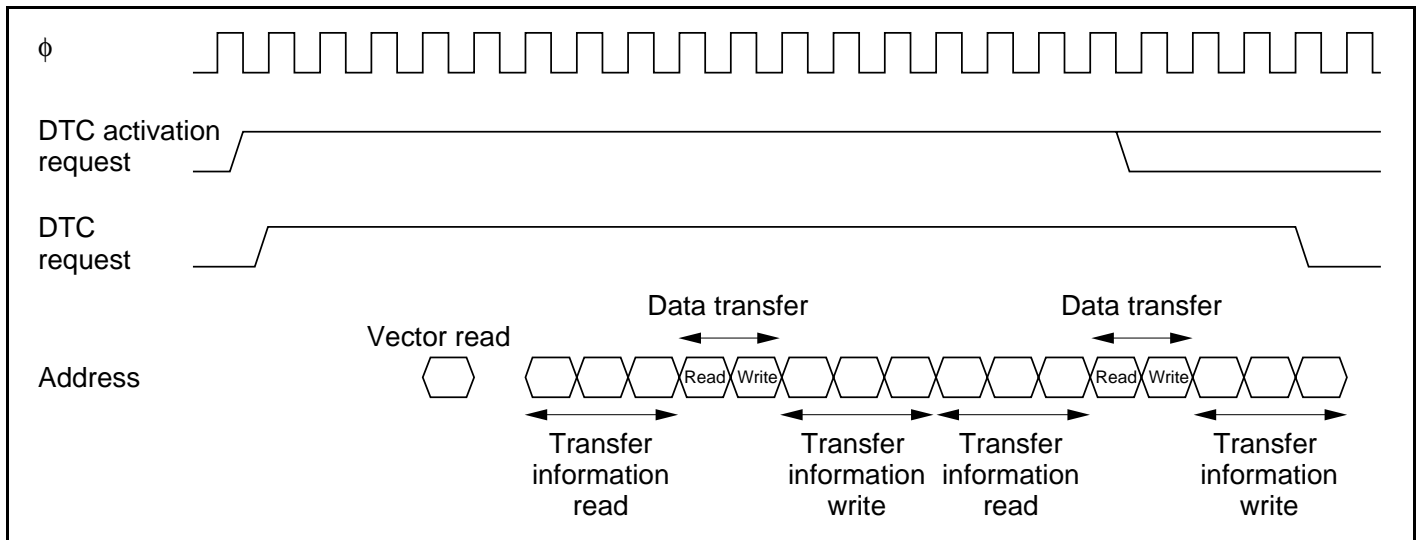 ϕ
DTC activation
request
DTC
request
Data transfer
Data transfer
Vector read
Address
Read Write
Read Write
Transfer
information
read
Transfer
information
write
Transfer
information
read
Transfer
information
write